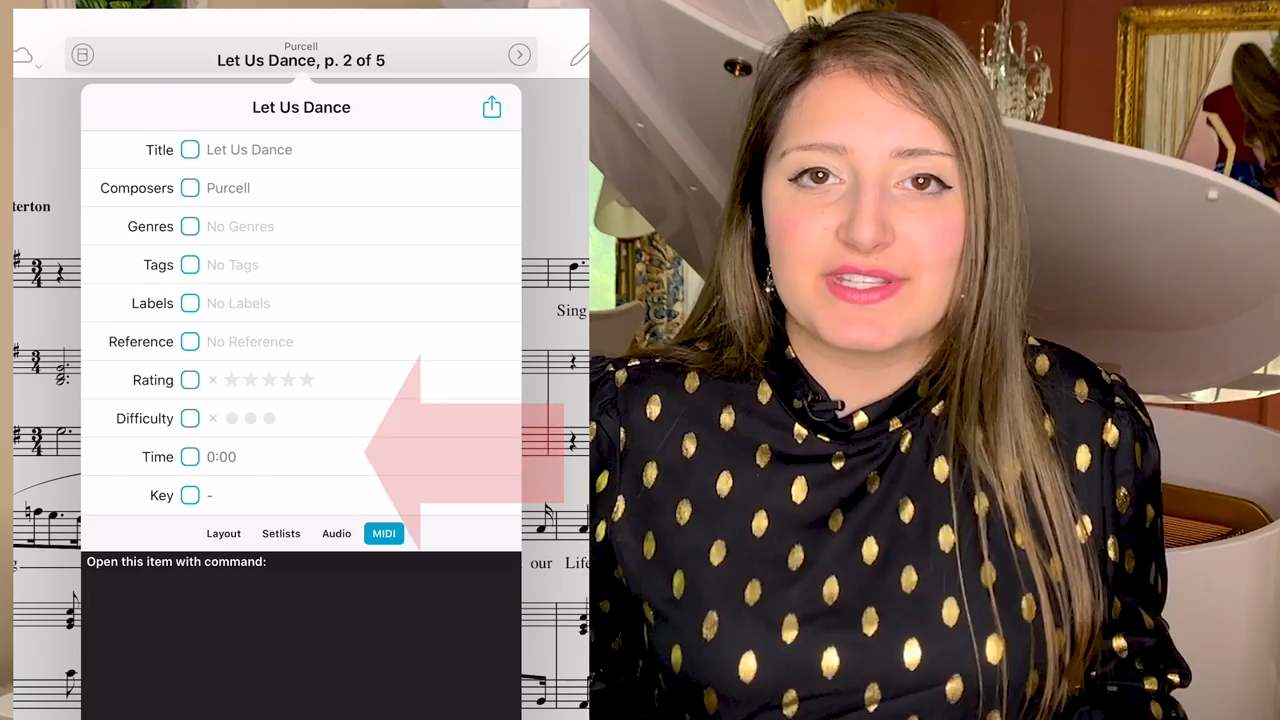 Purcell
Let Us Dance, p. 2 of 5
Let Us Dance
Title Let Us Dance
Composers Purcell
Genres No Genres
Tags No Tags
terton
Labels No Labels
Sing
Reference No Reference
Rating ×
Difficulty ×
Time 0:00
Key -
Layout Setlists Audio MIDI
Open this item with command:
our Life